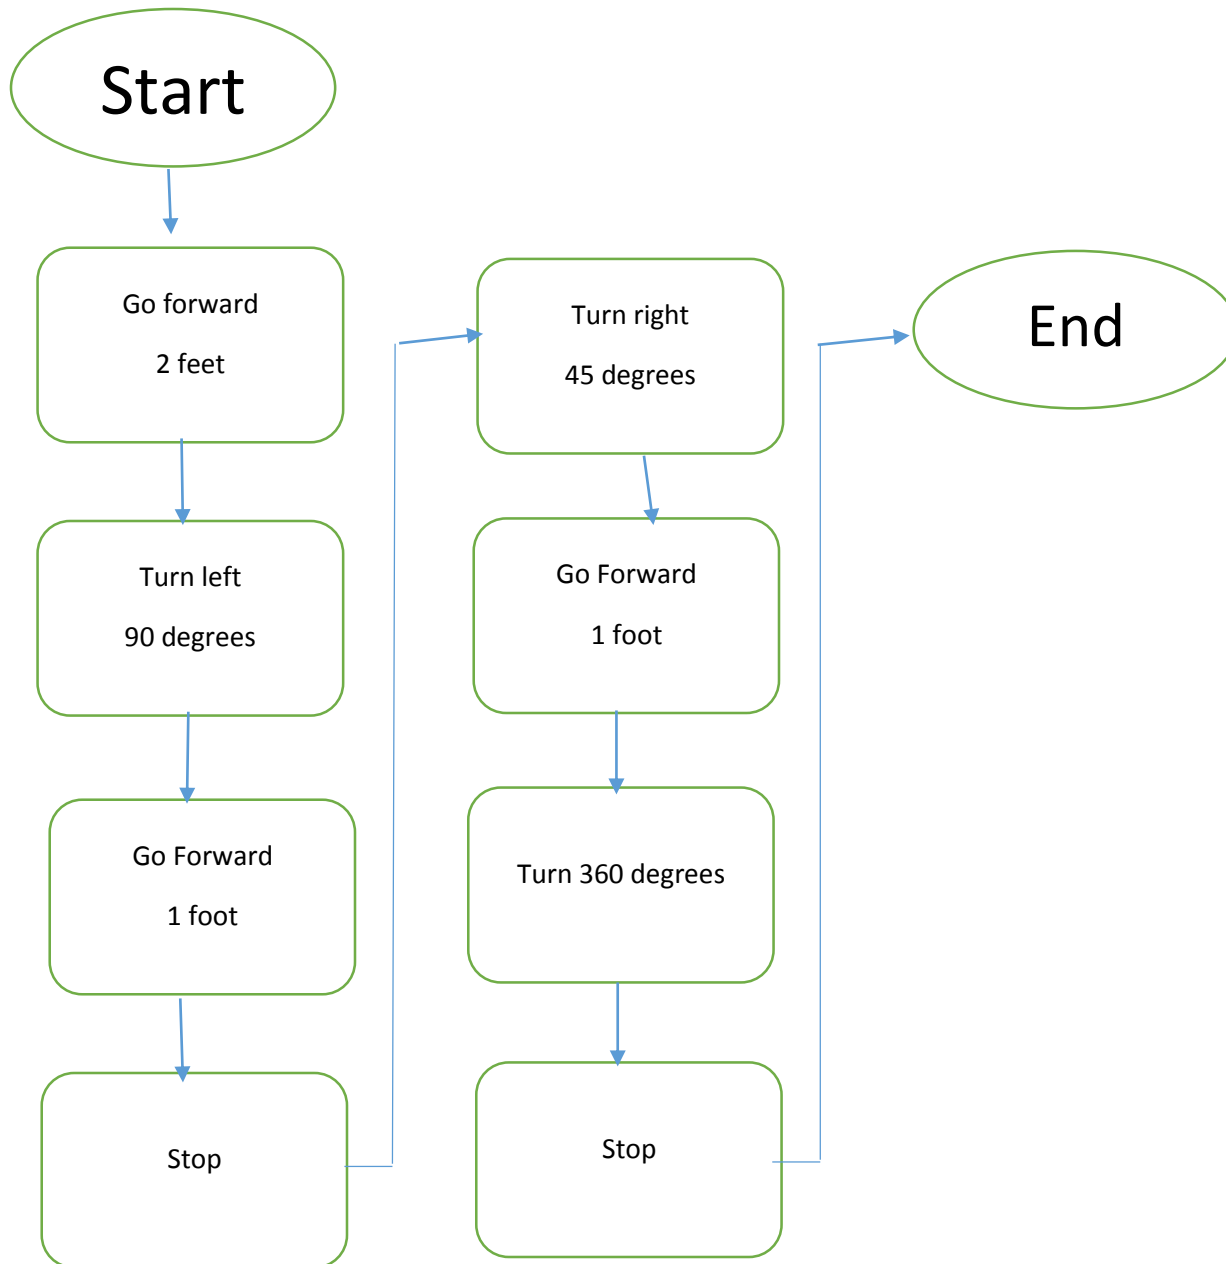 Start
Go forward
2 feet
Turn left
90 degrees
Go Forward
1 foot
Stop
Turn right
45 degrees
Go Forward
1 foot
Turn 360 degrees
Stop
End